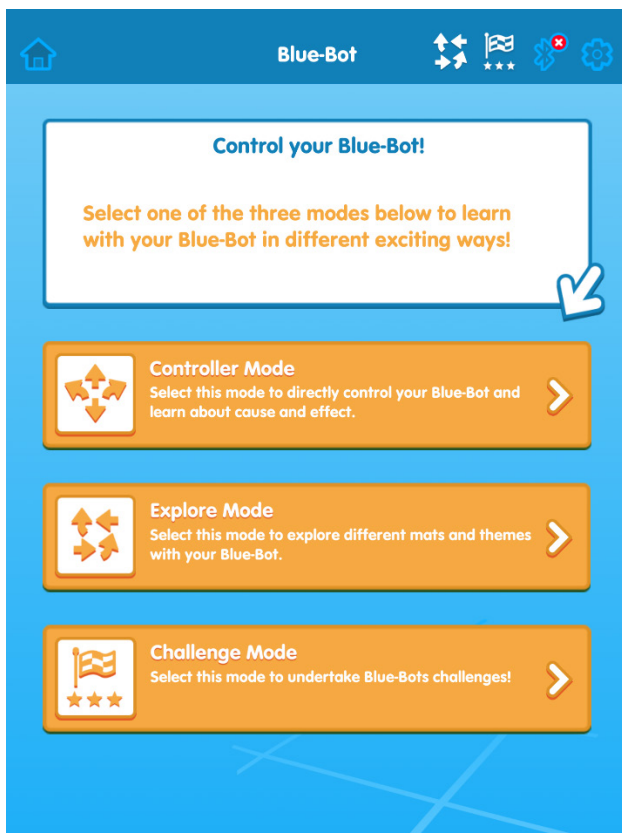 Blue-Bot
Control your Blue-Bot!
Select one of the three modes below to learn
with your Blue-Bot in different exciting ways!
Controller Mode
Select this mode to directly control your Blue-Bot and
learn about cause and effect.
Explore Mode
Select this mode to explore different mats and themes
with your Blue-Bot.
Challenge Mode
Select this mode to undertake Blue-Bots challenges!